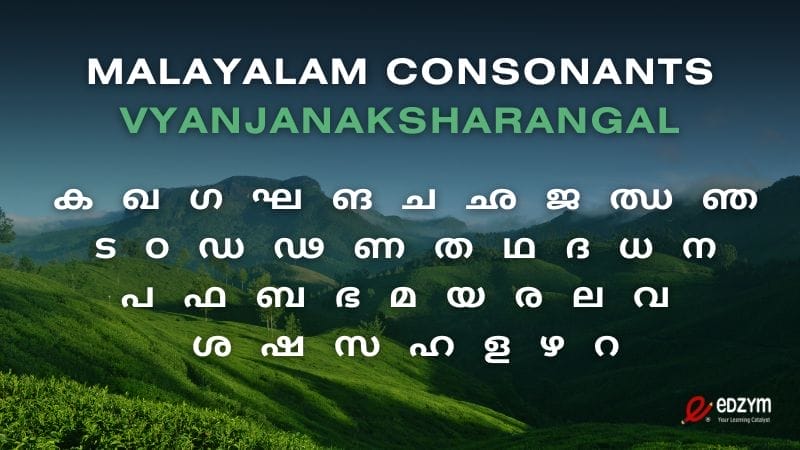 MALAYALAM CONSONANTS
VYANJANAKSHARANGAL
ക ഖ ഗ ഘ ങ ച ഛ ജ ഝ ഞ
ട ഠ ഡ ഢ ണ ത ഥ ദ ധ ന
പ ഫ ബ ഭ മ യ ര ല വ
ശ ഷ സ ഹ ള ഴ റ
eDZYM
Your Learning Catalyst